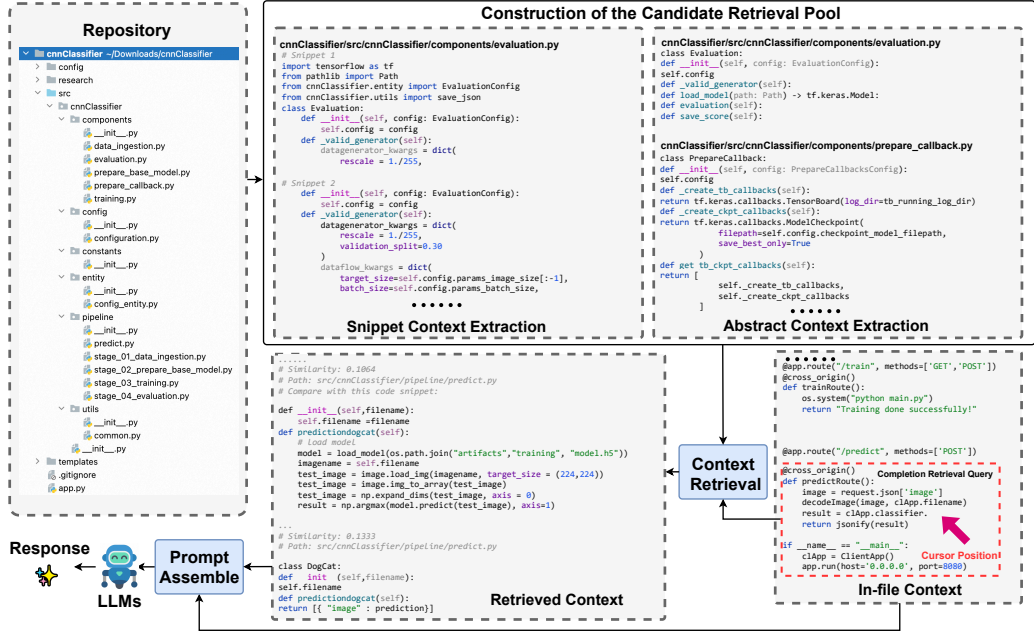 Repository
cnnClassifier ~/Downloads/cnnClassifier
config
research
src
cnnClassifier
components
__init__.py
data_ingestion.py
evaluation.py
prepare_base_model.py
prepare_callback.py
training.py
config
__init__.py
configuration.py
constants
__init__.py
entity
__init__.py
config_entity.py
pipeline
__init__.py
predict.py
stage_01_data_ingestion.py
stage_02_prepare_base_model.py
stage_03_training.py
stage_04_evaluation.py
utils
__init__.py
common.py
__init__.py
templates
.gitignore
app.py
Construction of the Candidate Retrieval Pool
cnnClassifier/src/cnnClassifier/components/evaluation.py
# Snippet 1
import tensorflow as tf
from pathlib import Path
from cnnClassifier.entity import EvaluationConfig
from cnnClassifier.utils import save_json
class Evaluation:
    def __init__(self, config: EvaluationConfig):
        self.config = config
    def _valid_generator(self):
        datagenerator_kwargs = dict(
            rescale = 1./255,
# Snippet 2
    def __init__(self, config: EvaluationConfig):
        self.config = config
    def _valid_generator(self):
        datagenerator_kwargs = dict(
            rescale = 1./255,
            validation_split=0.30
        )
        dataflow_kwargs = dict(
            target_size=self.config.params_image_size[:-1],
            batch_size=self.config.params_batch_size,
......
Snippet Context Extraction
cnnClassifier/src/cnnClassifier/components/evaluation.py
class Evaluation:
def __init__(self, config: EvaluationConfig):
self.config
def _valid_generator(self):
def load_model(path: Path) -> tf.keras.Model:
def evaluation(self):
def save_score(self):
cnnClassifier/src/cnnClassifier/components/prepare_callback.py
class PrepareCallback:
def __init__(self, config: PrepareCallbacksConfig):
self.config
def _create_tb_callbacks(self):
return tf.keras.callbacks.TensorBoard(log_dir=tb_running_log_dir)
def _create_ckpt_callbacks(self):
return tf.keras.callbacks.ModelCheckpoint(
        filepath=self.config.checkpoint_model_filepath,
        save_best_only=True
    )
def get_tb_ckpt_callbacks(self):
return [
        self._create_tb_callbacks,
        self._create_ckpt_callbacks
    ]
......
Abstract Context Extraction
......
# Similarity: 0.1064
# Path: src/cnnClassifier/pipeline/predict.py
# Compare with this code snippet:
def __init__(self,filename):
    self.filename =filename
def predictiondogcat(self):
    # Load model
    model = load_model(os.path.join("artifacts","training", "model.h5"))
    imagename = self.filename
    test_image = image.load_img(imagename, target_size = (224,224))
    test_image = image.img_to_array(test_image)
    test_image = np.expand_dims(test_image, axis = 0)
    result = np.argmax(model.predict(test_image), axis=1)
...
# Similarity: 0.1333
# Path: src/cnnClassifier/pipeline/predict.py
class DogCat:
def __init__(self,filename):
self.filename
def predictiondogcat(self):
return [{ "image" : prediction}]
Retrieved Context
Context
Retrieval
......
@app.route("/train", methods=['GET','POST'])
@cross_origin()
def trainRoute():
    os.system("python main.py")
    return "Training done successfully!"
@app.route("/predict", methods=['POST'])
@cross_origin()
Completion Retrieval Query
def predictRoute():
    image = request.json['image']
    decodeImage(image, clApp.filename)
    result = clApp.classifier.
    return jsonify(result)
if __name__ == "__main__":
    clApp = ClientApp()
    app.run(host='0.0.0.0', port=8080)
Cursor Position
In-file Context
Response
LLMs
Prompt
Assemble